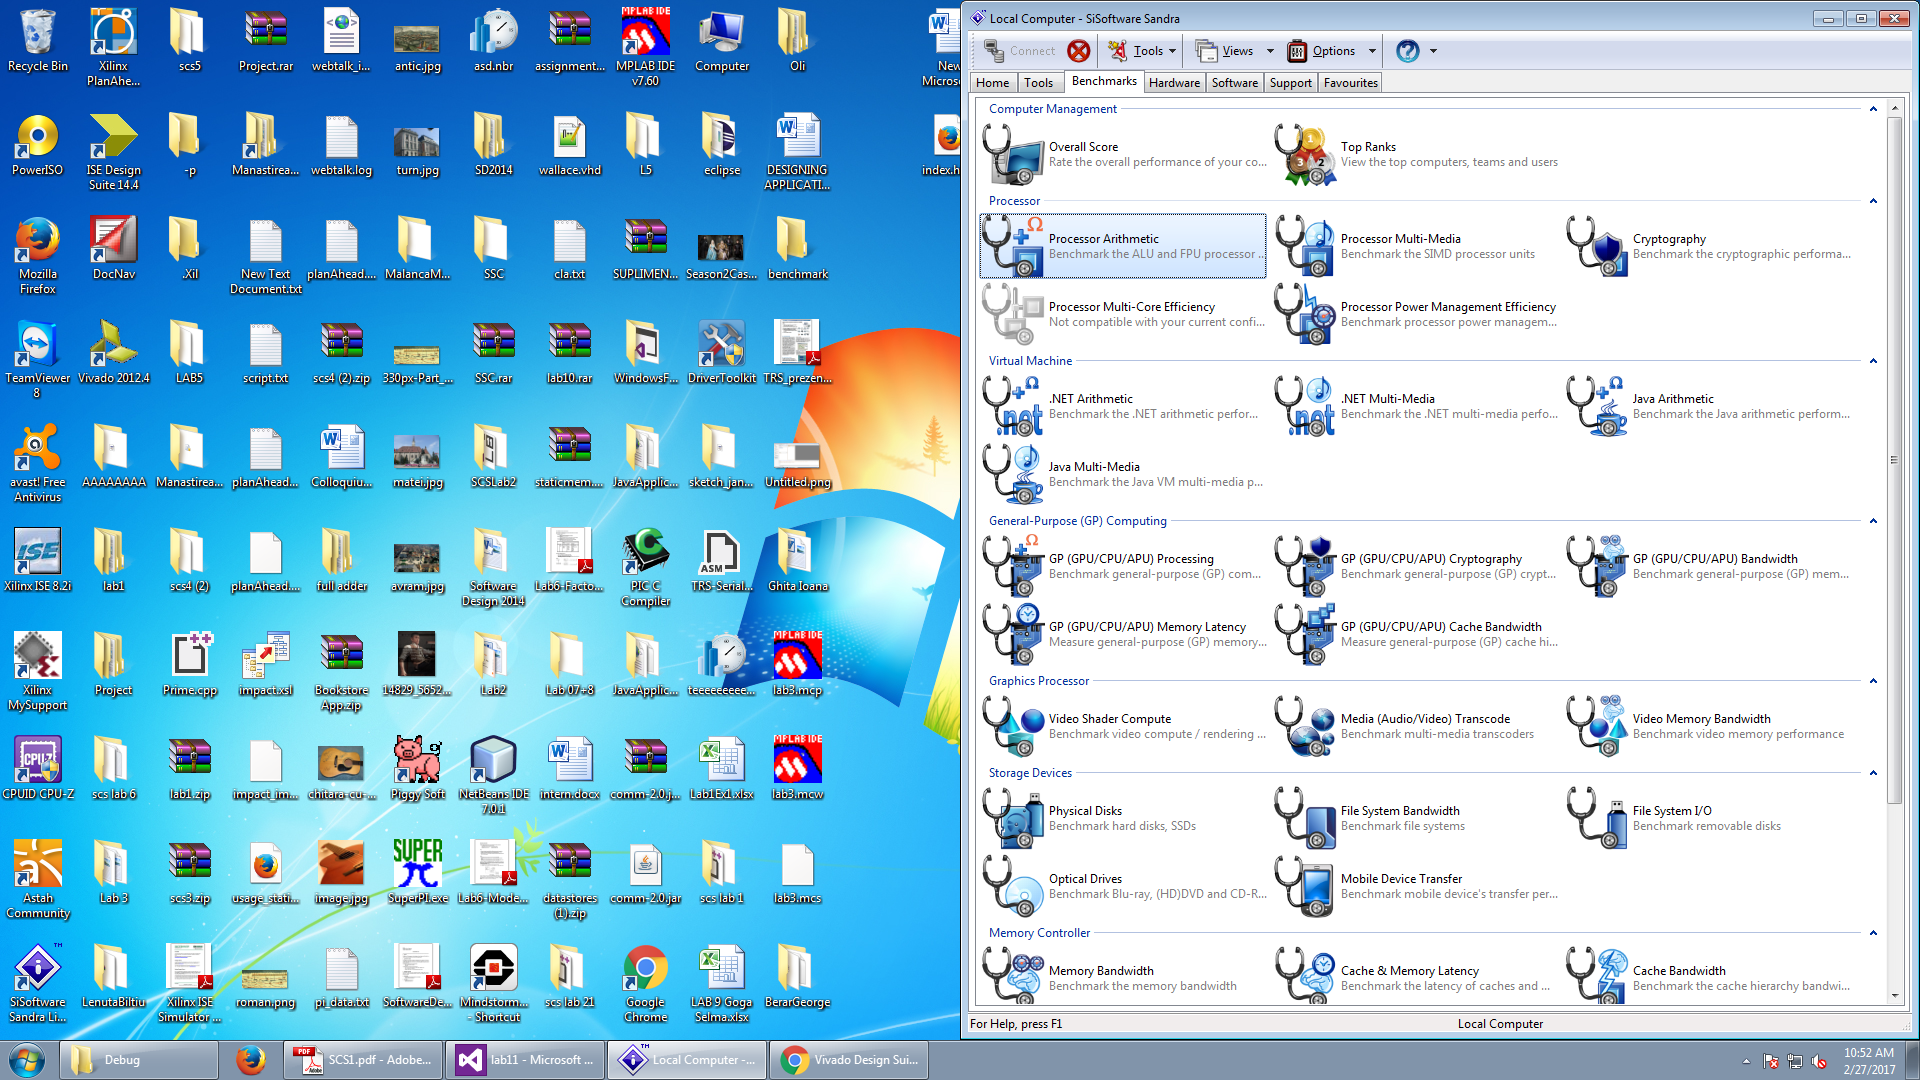 Recycle Bin
Xilinx
PlanAhe...
scs5
Project.rar
webtalk_i...
antic.jpg
asd.nbr
assignment...
MPLAB IDE
MPLAB IDE
v7.60
Computer
Oli
New
Microso
PowerISO
ISE Design
Suite 14.4
-p
Manastirea...
webtalk.log
turn.jpg
SD2014
wallace.vhd
L5
eclipse
DESIGNING
APPLICATI...
index.h
Mozilla
Firefox
DocNav
.Xil
New Text
Document.txt
planAhead....
MalancaM...
SSC
cla.txt
SUPLIMEN...
Season2Cas...
benchmark
TeamViewer
8
Vivado 2012.4
LAB5
script.txt
scs4 (2).zip
330px-Part_...
SSC.rar
lab10.rar
WindowsF...
DriverToolkit
TRS_prezen...
avast! Free
Antivirus
AAAAAAAA
Manastirea...
planAhead....
Colloquiu...
matei.jpg
SCSLab2
staticmem....
JavaApplic...
sketch_jan...
Untitled.png
ISE
Xilinx ISE 8.2i
lab1
scs4 (2)
planAhead....
full adder
avram.jpg
Software
Design 2014
Lab6-Facto...
PIC C
Compiler
ASM
TRS-Serial...
Ghita Ioana
Xilinx
MySupport
Project
Prime.cpp
impact.xsl
Bookstore
App.zip
14829_5652...
Lab2
Lab 07+8
JavaApplic...
teeeeeeeee...
MPLAB IDE
lab3.mcp
CPU-Z
CPUID CPU-Z
scs lab 6
lab1.zip
impact_im...
chitara-cu-...
Piggy Soft
NetBeans IDE
7.0.1
intern.docx
comm-2.0.j...
Lab1Ex1.xlsx
MPLAB IDE
lab3.mcw
Astah
Community
Lab 3
scs3.zip
usage_stati...
image.jpg
SUPER
π
SuperPI.exe
Lab6-Mode...
datastores
(1).zip
comm-2.0.jar
scs lab 1
lab3.mcs
SiSoftware
Sandra Li...
LenutaBiltiu
Xilinx ISE
Simulator ...
roman.png
pi_data.txt
SoftwareDe...
Mindstorm...
- Shortcut
scs lab 21
Google
Chrome
LAB 9 Goga
Selma.xlsx
BerarGeorge
Local Computer - SiSoftware Sandra
Connect
Tools
Views
Options
Home
Tools
Benchmarks
Hardware
Software
Support
Favourites
Computer Management
Overall Score
Rate the overall performance of your co...
Top Ranks
View the top computers, teams and users
Processor
Processor Arithmetic
Benchmark the ALU and FPU processor ...
Processor Multi-Media
Benchmark the SIMD processor units
Cryptography
Benchmark the cryptographic performa...
Processor Multi-Core Efficiency
Not compatible with your current confi...
Processor Power Management Efficiency
Benchmark processor power managem...
Virtual Machine
.NET Arithmetic
Benchmark the .NET arithmetic perfor...
.NET Multi-Media
Benchmark the .NET multi-media perfo...
Java Arithmetic
Benchmark the Java arithmetic perform...
Java Multi-Media
Benchmark the Java VM multi-media p...
General-Purpose (GP) Computing
GP (GPU/CPU/APU) Processing
Benchmark general-purpose (GP) com...
GP (GPU/CPU/APU) Cryptography
Benchmark general-purpose (GP) crypt...
GP (GPU/CPU/APU) Bandwidth
Benchmark general-purpose (GP) mem...
GP (GPU/CPU/APU) Memory Latency
Measure general-purpose (GP) memory...
GP (GPU/CPU/APU) Cache Bandwidth
Measure general-purpose (GP) cache hi...
Graphics Processor
Video Shader Compute
Benchmark video compute / rendering ...
Media (Audio/Video) Transcode
Benchmark multi-media transcoders
Video Memory Bandwidth
Benchmark video memory performance
Storage Devices
Physical Disks
Benchmark hard disks, SSDs
File System Bandwidth
Benchmark file systems
File System I/O
Benchmark removable disks
Optical Drives
Benchmark Blu-ray, (HD)DVD and CD-R...
Mobile Device Transfer
Benchmark mobile device's transfer per...
Memory Controller
Memory Bandwidth
Benchmark the memory bandwidth
Cache & Memory Latency
Benchmark the latency of caches and ...
Cache Bandwidth
Benchmark the cache hierarchy bandwi...
For Help, press F1
Local Computer
Debug
SCS1.pdf - Adobe...
lab11 - Microsoft ...
Local Computer -...
Vivado Design Sui...
10:52 AM
2/27/2017